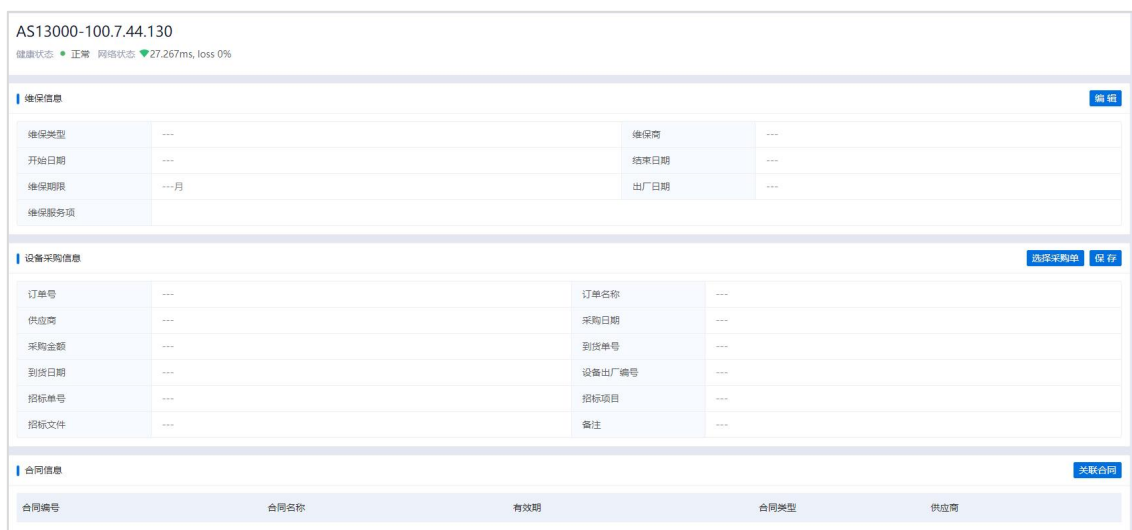 AS13000-100.7.44.130
健康状态 ● 正常 网络状态 27.267ms, loss 0%
维保信息 编 辑
维保类型 --- 维保商 ---
开始日期 --- 结束日期 ---
维保期限 ---月 出厂日期 ---
维保服务项
设备采购信息 选择采购单 保 存
订单号 --- 订单名称 ---
供应商 --- 采购日期 ---
采购金额 --- 到货单号 ---
到货日期 --- 设备出厂编号 ---
招标单号 --- 招标项目 ---
招标文件 --- 备注 ---
合同信息 关联合同
合同编号 合同名称 有效期 合同类型 供应商